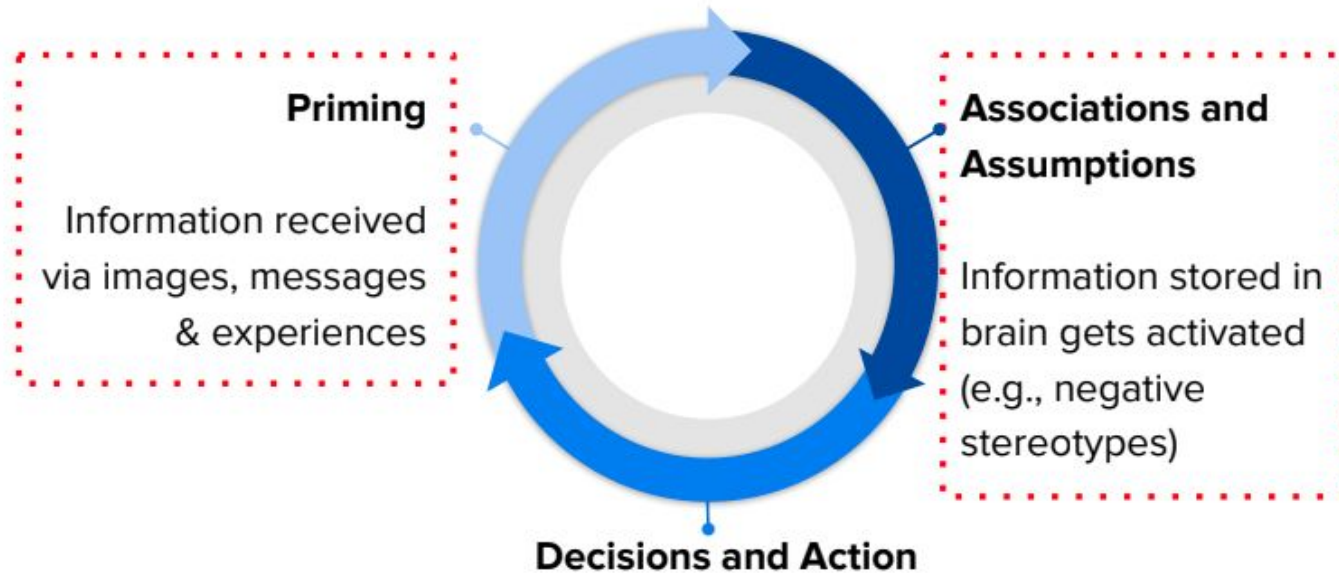 Priming
Information received
via images, messages
& experiences
Associations and
Assumptions
Information stored in
brain gets activated
(e.g., negative
stereotypes)
Decisions and Action